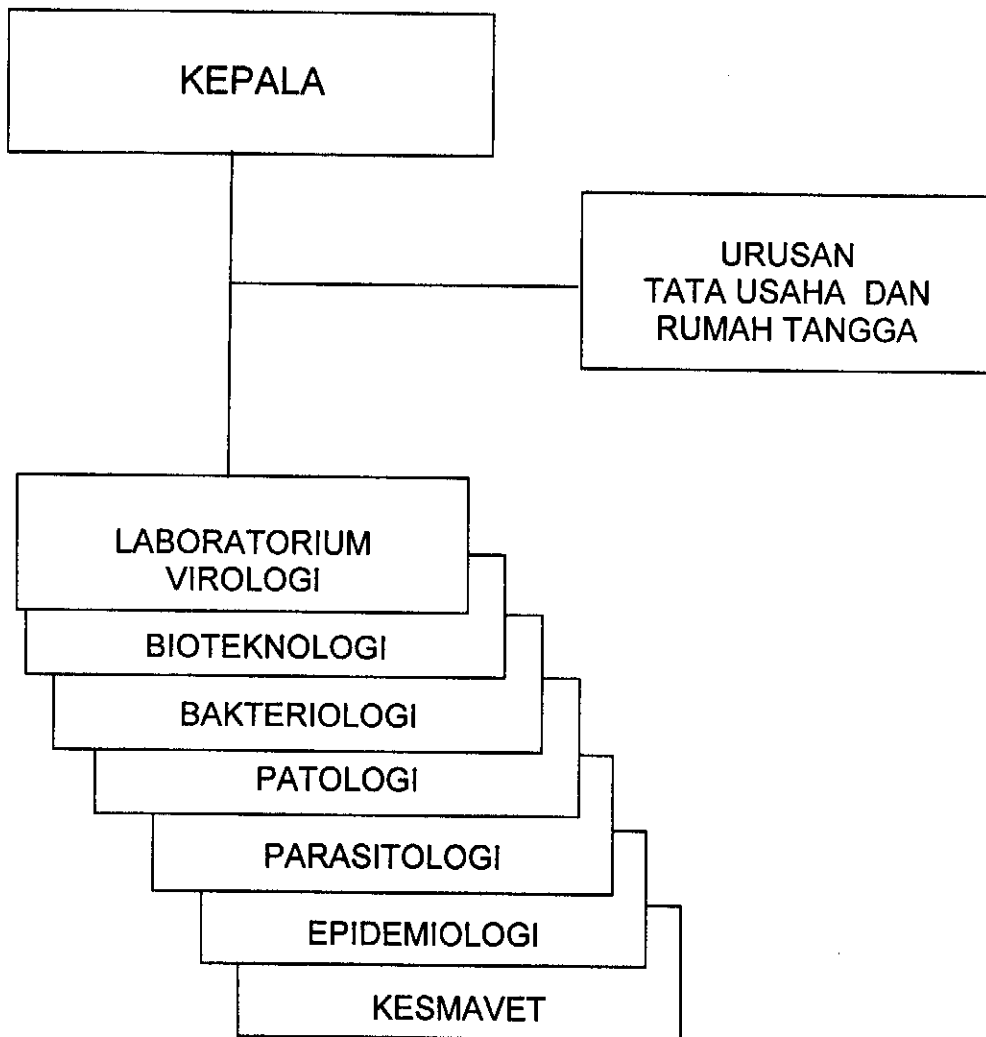 KEPALA
URUSAN
TATA USAHA DAN
RUMAH TANGGA
LABORATORIUM
VIROLOGI
BIOTEKNOLOGI
BAKTERIOLOGI
PATOLOGI
PARASITOLOGI
EPIDEMIOLOGI
KESMAVET